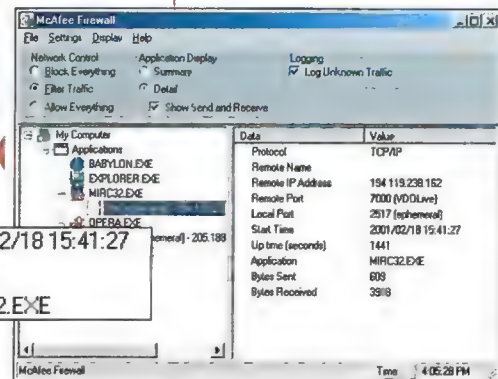 McAfee Firewall
File Settings Display Help
Network Control
Block Everything
Filter Traffic
Allow Everything
Application Display
Summary
Detail
Show Send and Receive
Logging
Log Unknown Traffic
My Computer
Applications
BABYLON.EXE
EXPLORER.EXE
MIRC32.EXE
OPERA.EXE
emeral) - 205.188
2/18 15:41:27
2.EXE
Data Value
Protocol TCP/IP
Remote Name
Remote IP Address 194.119.238.162
Remote Port 7000 (VDOLive)
Local Port 2517 (ephemeral)
Start Time 2001/02/18 15:41:27
Up time (seconds) 1441
Application MIRC32.EXE
Bytes Sent 609
Bytes Received
McAfee Firewall
Time 4:05:28 PM